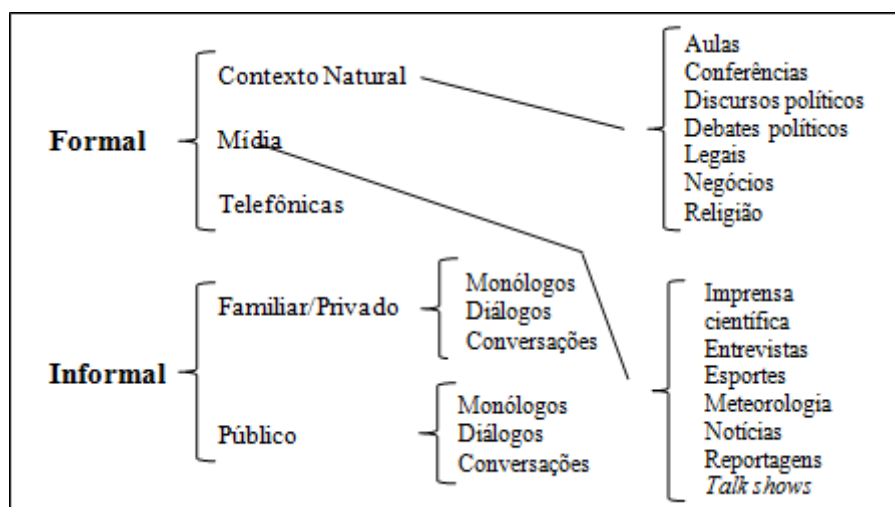 Formal
Contexto Natural
Mídia
Telefônicas
Aulas
Conferências
Discursos políticos
Debates políticos
Legais
Negócios
Religião
Informal
Familiar/Privado
Monólogos
Diálogos
Conversações
Público
Monólogos
Diálogos
Conversações
Imprensa
científica
Entrevistas
Esportes
Meteorologia
Notícias
Reportagens
Talk shows